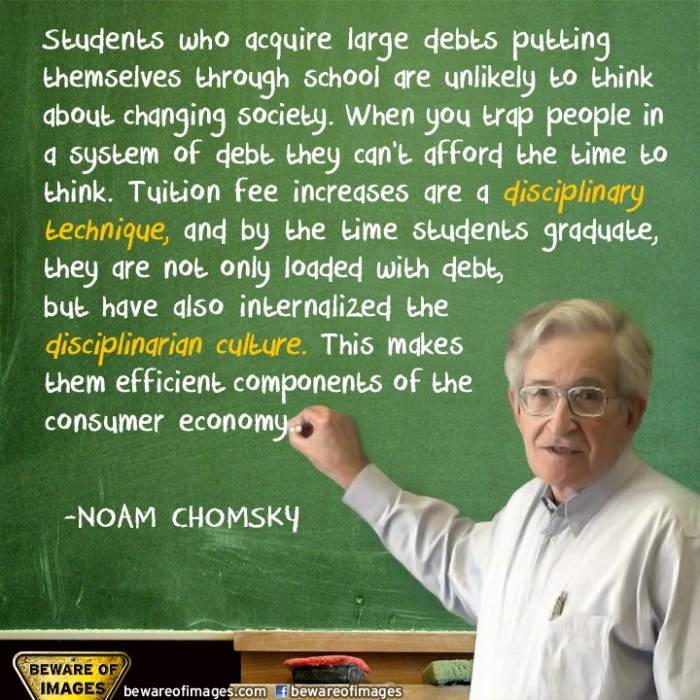 Students who acquire large debts putting
themselves through school are unlikely to think
about changing society. When you trap people in
a system of debt they can't afford the time to
think. Tuition fee increases are a disciplinary
technique, and by the time students graduate,
they are not only loaded with debt,
but have also internalized the
disciplinarian culture. This makes
them efficient components of the
consumer economy.
-NOAM CHOMSKY
BEWARE OF
IMAGES
bewareofimages.com f bewareofimages